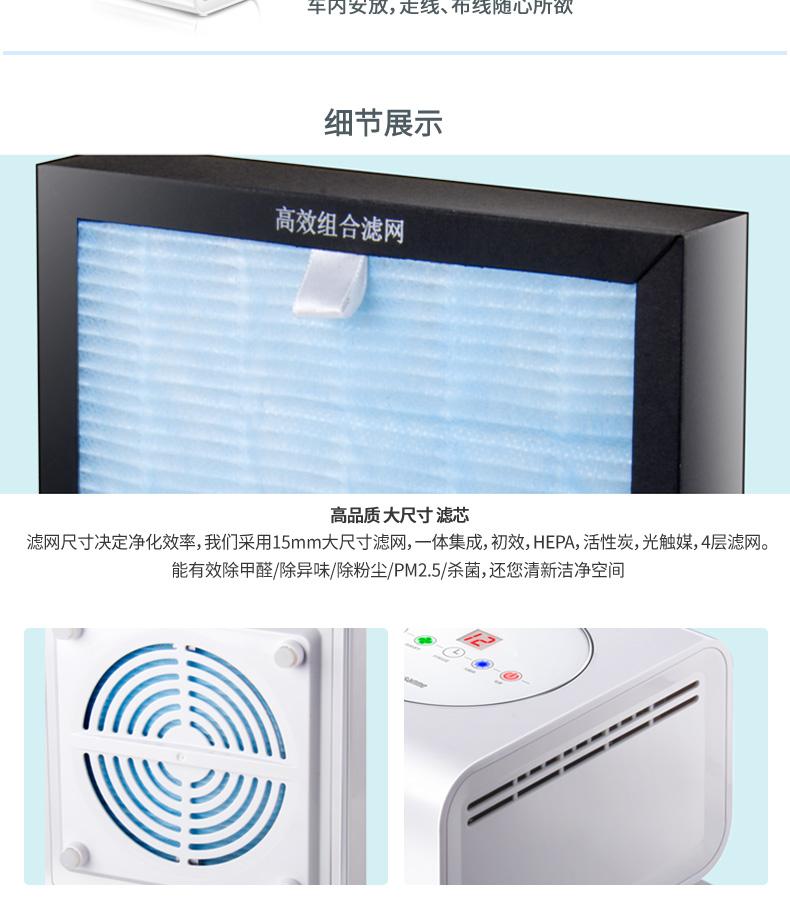 车内安放，走线、布线随心所欲
细节展示
高效组合滤网
高品质 大尺寸 滤芯
滤网尺寸决定净化效率，我们采用15mm大尺寸滤网，一体集成，初效，HEPA，活性炭，光触媒，4层滤网。
能有效除甲醛/除异味/除粉尘/PM2.5/杀菌，还您清新洁净空间
12